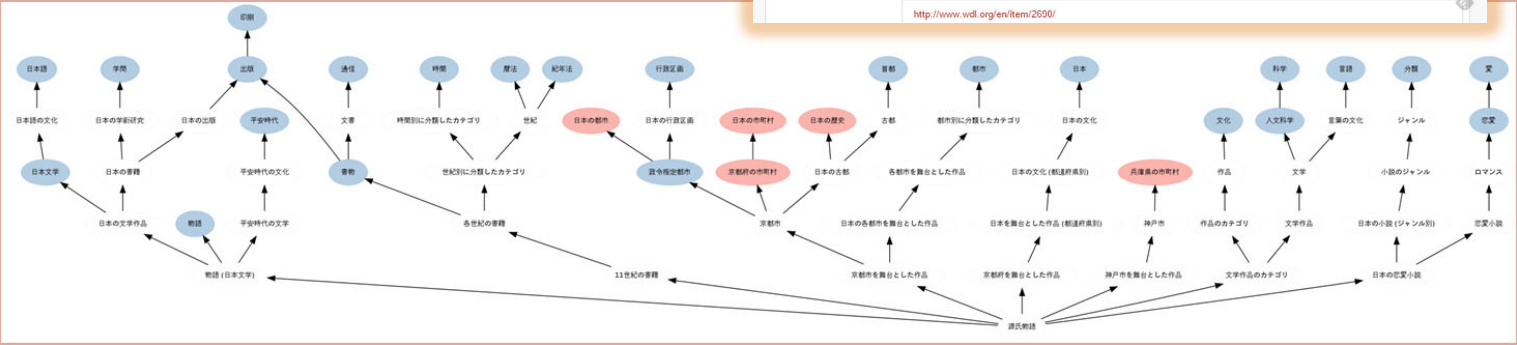 http://www.wdl.org/en/item/2690/
印刷
日本語
学問
出版
通信
時間
暦法
紀年法
行政区画
首都
都市
日本
科学
言語
分類
愛
日本語の文化
日本の学術研究
日本の出版
平安時代
文書
時間別に分類したカテゴリ
世紀
日本の都市
日本の行政区画
日本の市町村
日本の歴史
古都
都市別に分類したカテゴリ
日本の文化
文化
人文科学
言葉の文化
ジャンル
恋愛
日本文学
日本の書籍
平安時代の文化
書物
世紀別に分類したカテゴリ
政令指定都市
京都府の市町村
日本の古都
各都市を舞台とした作品
日本の文化 (都道府県別)
兵庫県の市町村
作品
文学
小説のジャンル
ロマンス
日本の文学作品
物語
平安時代の文学
各世紀の書籍
京都市
日本の各都市を舞台とした作品
日本を舞台とした作品 (都道府県別)
神戸市
作品のカテゴリ
文学作品
日本の小説 (ジャンル別)
恋愛小説
物語 (日本文学)
11世紀の書籍
京都市を舞台とした作品
京都府を舞台とした作品
神戸市を舞台とした作品
文学作品のカテゴリ
日本の恋愛小説
源氏物語